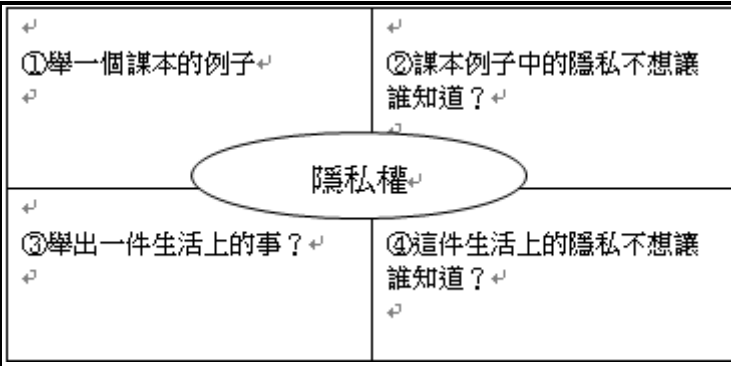 ①舉一個課本的例子↵
②課本例子中的隱私不想讓
誰知道？↵
隱私權↵
③舉出一件生活上的事？↵
④這件生活上的隱私不想讓
誰知道？↵